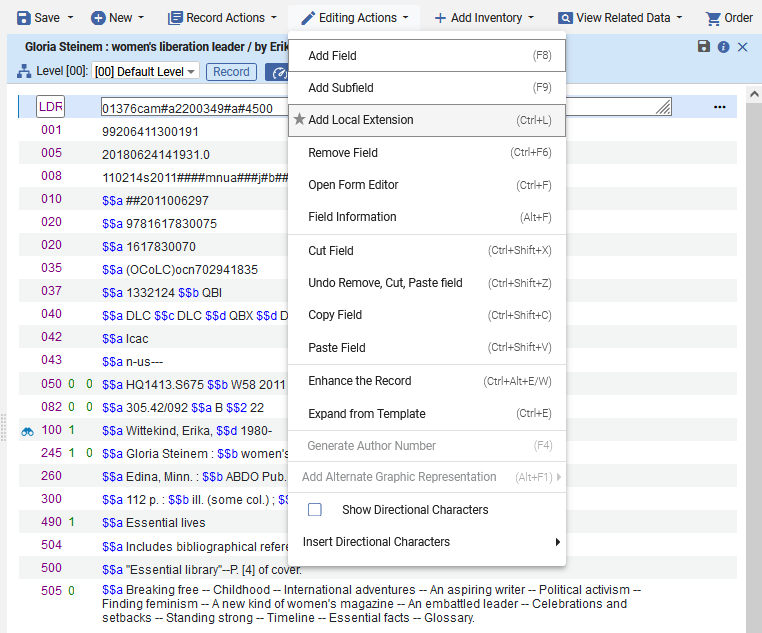 Save New Record Actions Editing Actions Add Inventory View Related Data Order
Gloria Steinem : women's liberation leader / by Erik
Level [00]: [00] Default Level Record
Add Field (F8)
Add Subfield (F9)
Add Local Extension (Ctrl+L)
Remove Field (Ctrl+F6)
Open Form Editor (Ctrl+F)
Field Information (Alt+F)
Cut Field (Ctrl+Shift+X)
Undo Remove, Cut, Paste field (Ctrl+Shift+Z)
Copy Field (Ctrl+Shift+C)
Paste Field (Ctrl+Shift+V)
Enhance the Record (Ctrl+Alt+E/W)
Expand from Template (Ctrl+E)
Generate Author Number (F4)
Add Alternate Graphic Representation (Alt+F1)
Show Directional Characters
Insert Directional Characters
LDR 01376cam#a2200349#a#4500
001 99206411300191
005 20180624141931.0
008 110214s2011####mnua###j#b##
010 $$a ##2011006297
020 $$a 9781617830075
020 $$a 1617830070
035 $$a (OCoLC)ocn702941835
037 $$a 1332124 $$b QBI
040 $$a DLC $$c DLC $$d QBX $$d D
042 $$a lcac
043 $$a n-us---
050 0 0 $$a HQ1413.S675 $$b W58 2011
082 0 0 $$a 305.42/092 $$a B $$2 22
100 1 $$a Wittekind, Erika, $$d 1980-
245 1 0 $$a Gloria Steinem : $$b women's
260 $$a Edina, Minn. : $$b ABDO Pub.
300 $$a 112 p. : $$b ill. (some col.) ; $$
490 1 $$a Essential lives
504 $$a Includes bibliographical refere
500 $$a "Essential library"--P. [4] of cover.
505 0 $$a Breaking free -- Childhood -- International adventures -- An aspiring writer -- Political activism --
Finding feminism -- A new kind of women's magazine -- An embattled leader -- Celebrations and
setbacks -- Standing strong -- Timeline -- Essential facts -- Glossary.